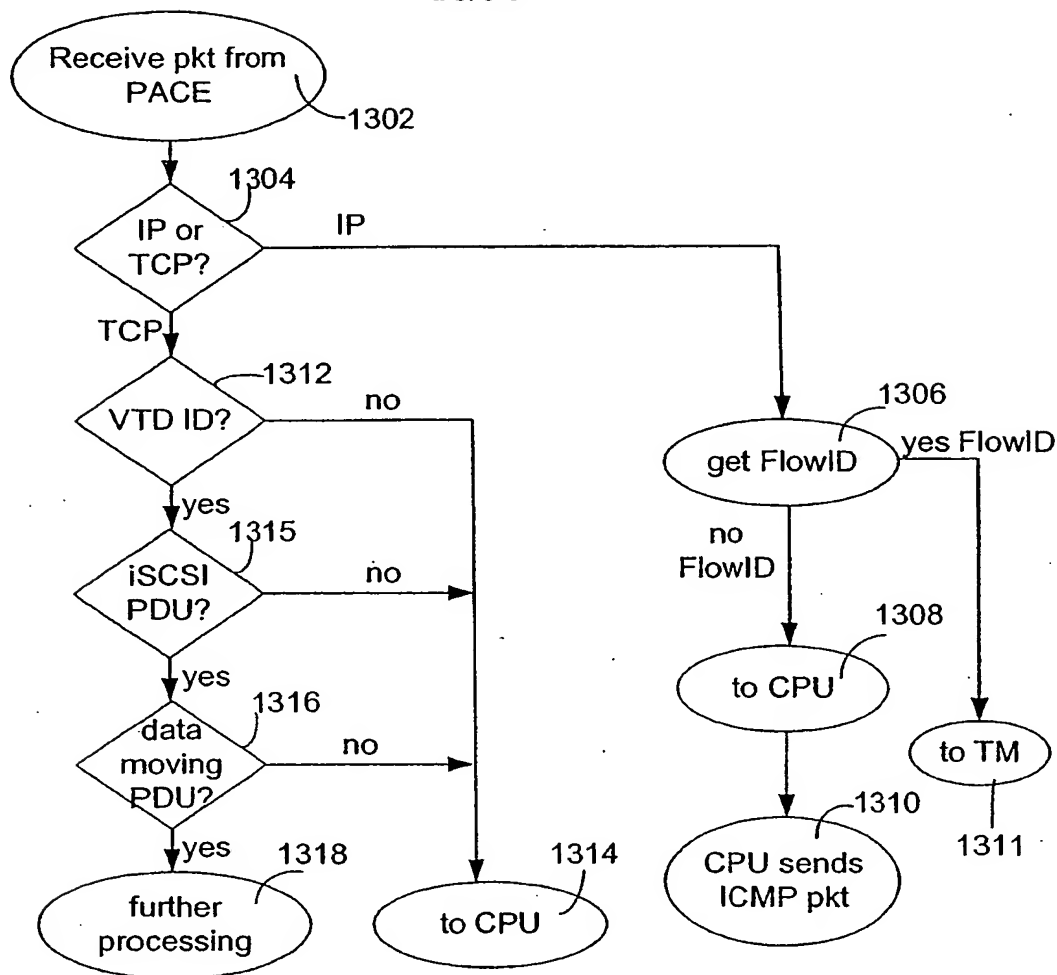 Receive pkt from
PACE
1302
1304
IP or
TCP?
IP
TCP
1312
VTD ID?
no
1306
get FlowID
yes FlowID
yes
1315
no
FlowID
iSCSI
PDU?
no
1308
to CPU
yes
1316
data
moving
PDU?
no
to TM
1311
1310
CPU sends
ICMP pkt
yes
1318
further
processing
1314
to CPU